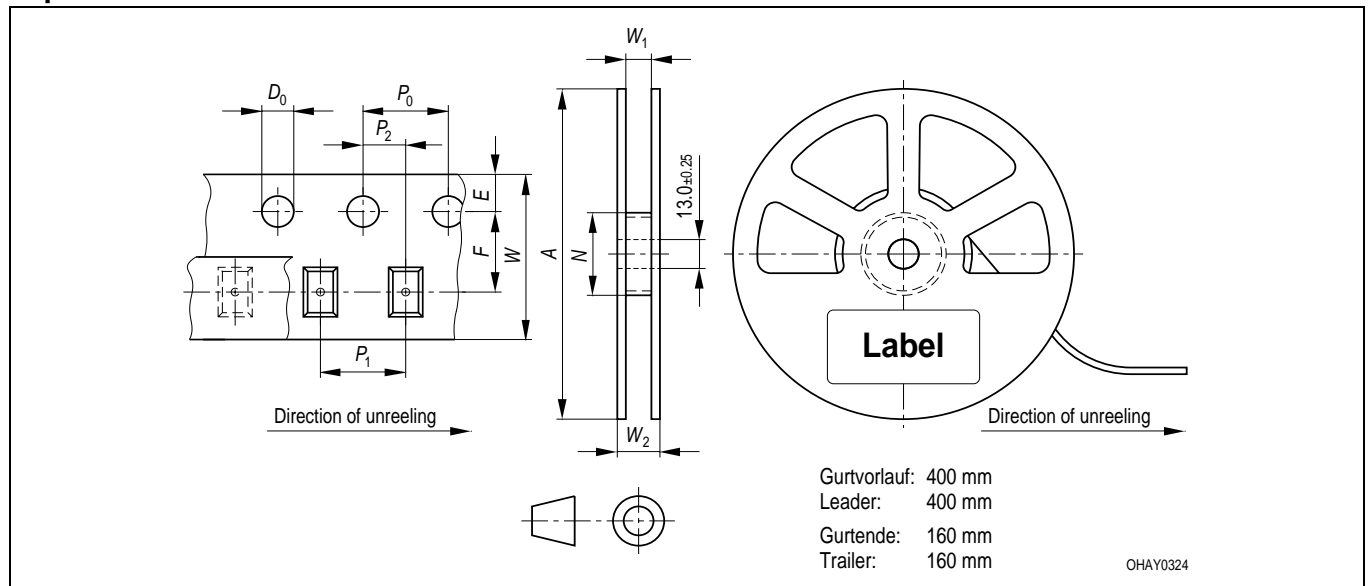 W1
D0
P0
P2
E
F
W
A
N
13.0±0.25
P1
Label
Direction of unreeling
W2
Direction of unreeling
Gurtvorlauf: 400 mm
Leader: 400 mm
Gurtende: 160 mm
Trailer: 160 mm
OHAY0324